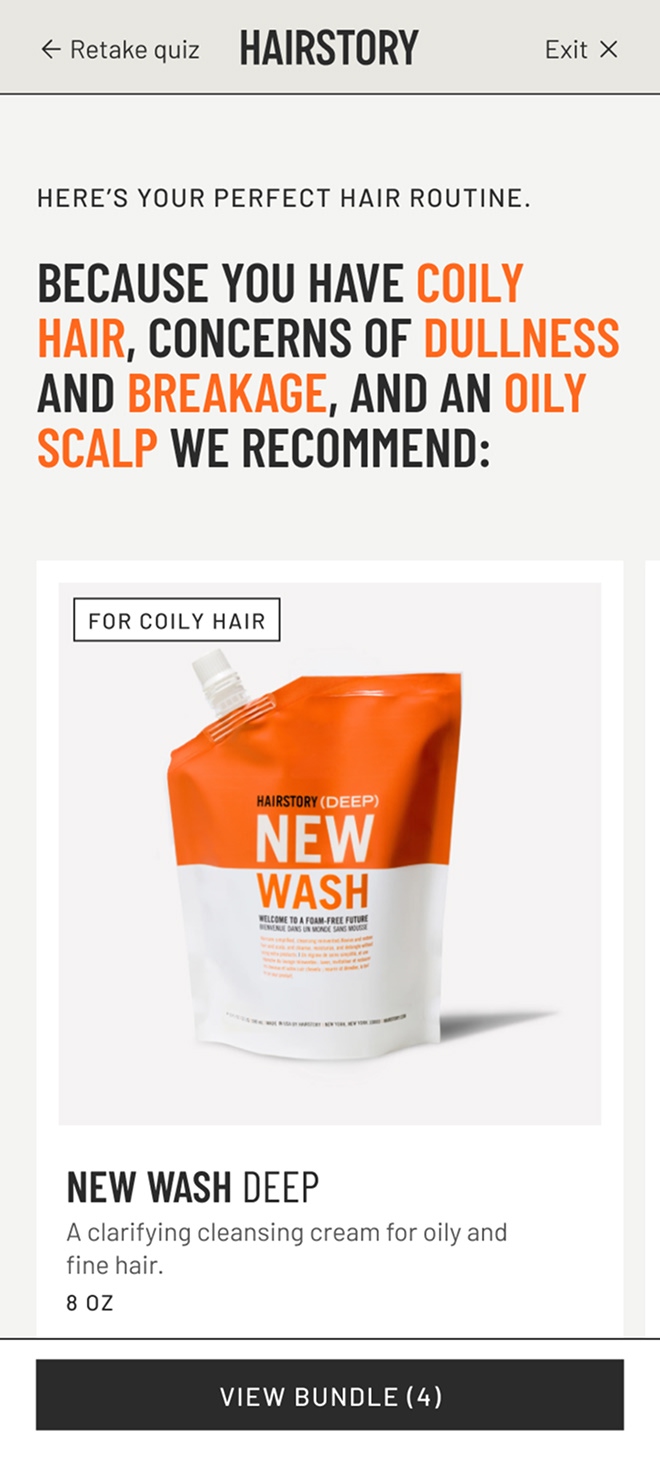 ← Retake quiz
HAIRSTORY
Exit ×
HERE'S YOUR PERFECT HAIR ROUTINE.
BECAUSE YOU HAVE COILY
HAIR, CONCERNS OF DULLNESS
AND BREAKAGE, AND AN OILY
SCALP WE RECOMMEND:
FOR COILY HAIR
HAIRSTORY (DEEP)
NEW
WASH
WELCOME TO A FOAM-FREE FUTURE
BIENVENUE DANS UN MONDE SANS MOUSSE
NEW WASH DEEP
A clarifying cleansing cream for oily and
fine hair.
8 OZ
VIEW BUNDLE (4)